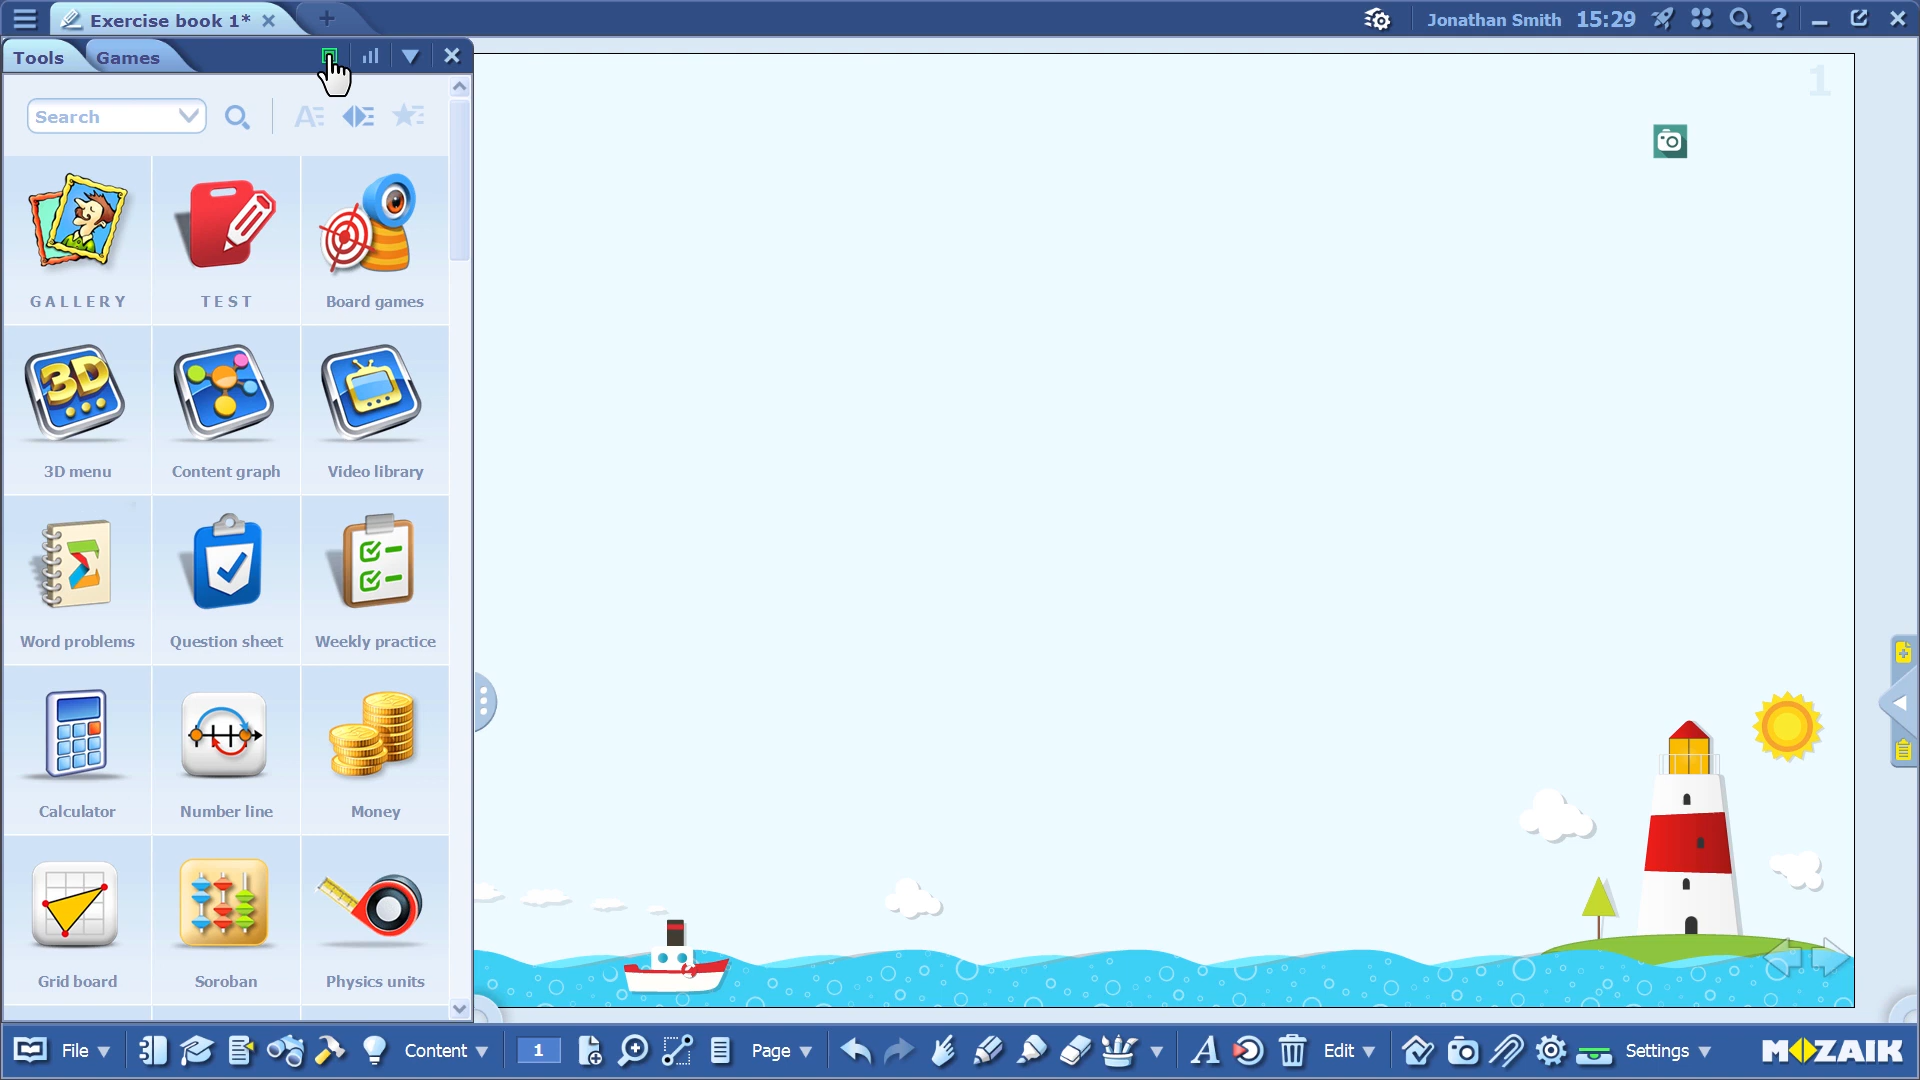 Exercise book 1*
Jonathan Smith 15:29
Tools
Games
1
Search
GALLERY
TEST
Board games
3D
3D menu
Content graph
Video library
Word problems
Question sheet
Weekly practice
Calculator
Number line
Money
Grid board
Soroban
Physics units
File
Content
1
Page
Edit
Settings
MOZAIK